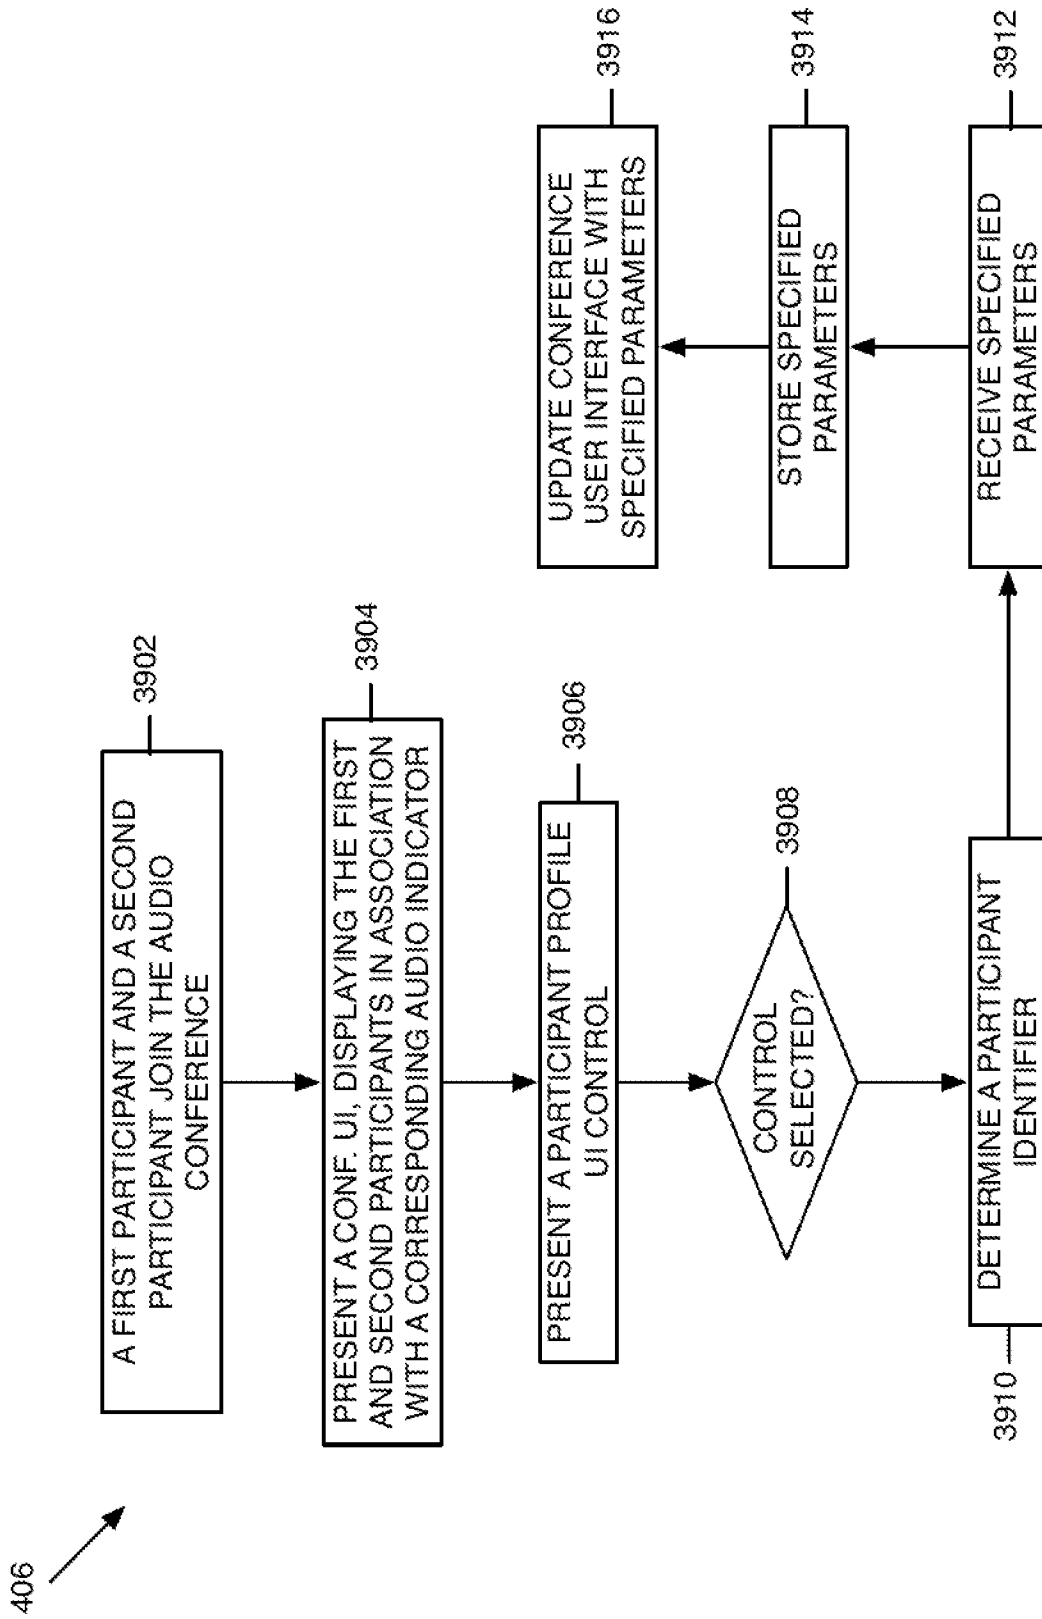 406
A FIRST PARTICIPANT AND A SECOND
PARTICIPANT JOIN THE AUDIO
CONFERENCE
3902
PRESENT A CONF. UI, DISPLAYING THE FIRST
AND SECOND PARTICIPANTS IN ASSOCIATION
WITH A CORRESPONDING AUDIO INDICATOR
3904
PRESENT A PARTICIPANT PROFILE
UI CONTROL
3906
CONTROL
SELECTED?
3908
DETERMINE A PARTICIPANT
IDENTIFIER
3910
RECEIVE SPECIFIED
PARAMETERS
3912
STORE SPECIFIED
PARAMETERS
3914
UPDATE CONFERENCE
USER INTERFACE WITH
SPECIFIED PARAMETERS
3916